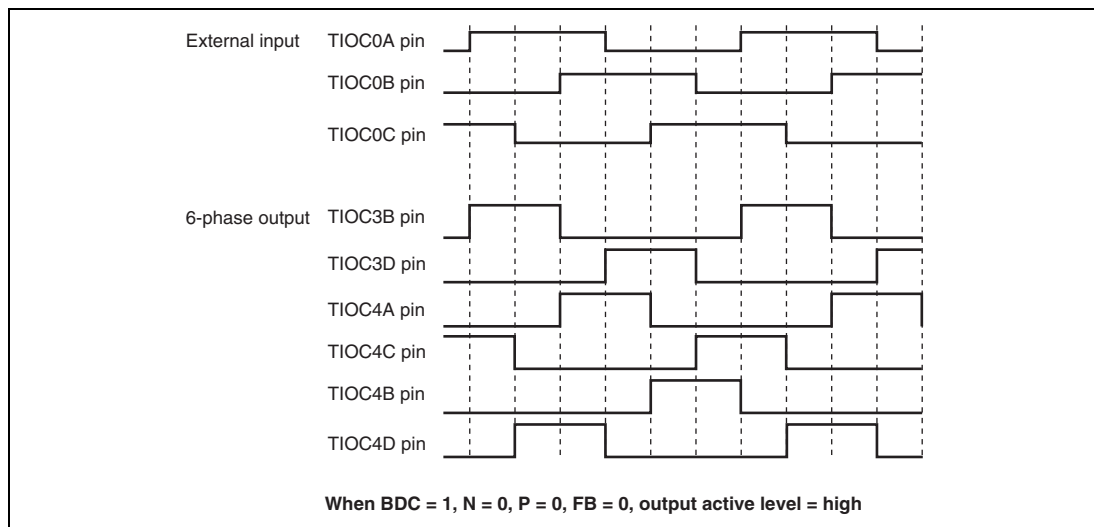 External input TIOC0A pin
TIOC0B pin
TIOC0C pin
6-phase output TIOC3B pin
TIOC3D pin
TIOC4A pin
TIOC4C pin
TIOC4B pin
TIOC4D pin
When BDC = 1, N = 0, P = 0, FB = 0, output active level = high